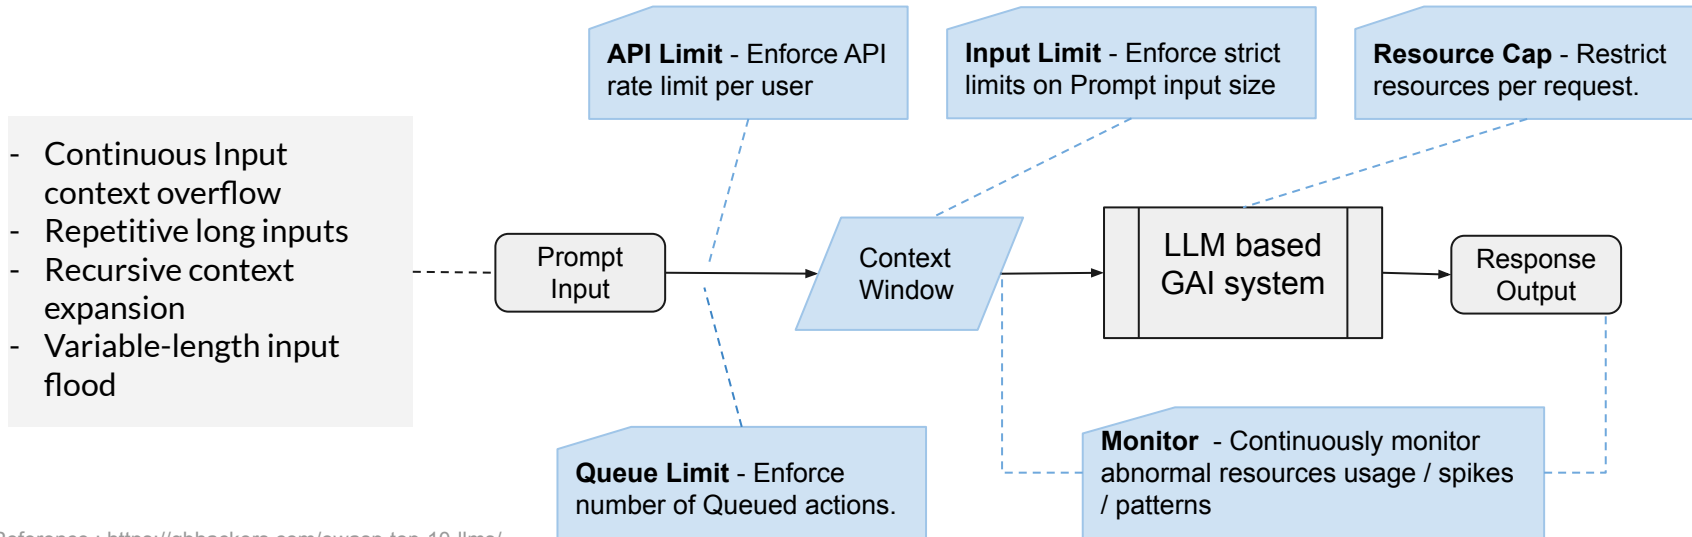 API Limit - Enforce API
rate limit per user
Input Limit - Enforce strict
limits on Prompt input size
Resource Cap - Restrict
resources per request.
- Continuous Input
context overflow
- Repetitive long inputs
- Recursive context
expansion
- Variable-length input
flood
Prompt
Input
Context
Window
LLM based
GAI system
Response
Output
Queue Limit - Enforce
number of Queued actions.
Monitor - Continuously monitor
abnormal resources usage / spikes
/ patterns